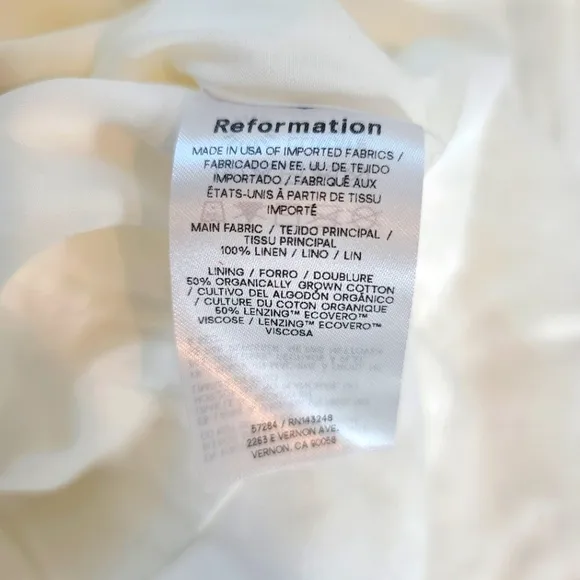 Reformation
MADE IN USA OF IMPORTED FABRICS /
FABRICADO EN EE. UU. DE TEJIDO
IMPORTADO / FABRIQUÉ AUX
ÉTATS-UNIS À PARTIR DE TISSU
IMPORTÉ
MAIN FABRIC / TEJIDO PRINCIPAL /
TISSU PRINCIPAL
100% LINEN / LINO / LIN
LINING / FORRO / DOUBLURE
50% ORGANICALLY GROWN COTTON
/ CULTIVO DEL ALGODÓN ORGÁNICO
/ CULTURE DU COTON ORGANIQUE
50% LENZING™ ECOVERO™
VISCOSE / LENZING™ ECOVERO™
VISCOSA
57264 / RN143248
2263 E VERNON AVE.
VERNON, CA 90058